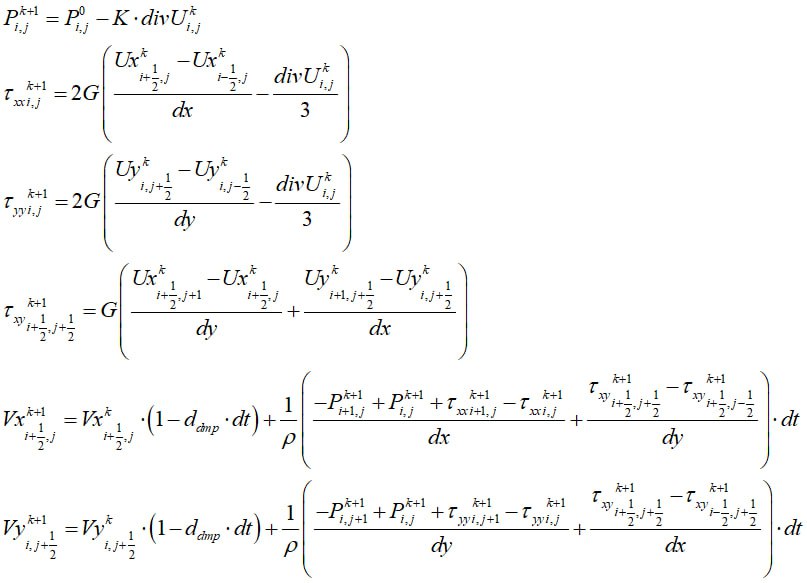 $P_{i,j}^{k+1} = P_{i,j}^{0} - K \cdot divU_{i,j}^{k}$
$\tau_{xx\,i,j}^{k+1} = 2G\left(\frac{Ux_{i+\frac{1}{2},j}^{k} - Ux_{i-\frac{1}{2},j}^{k}}{dx} - \frac{divU_{i,j}^{k}}{3}\right)$
$\tau_{yy\,i,j}^{k+1} = 2G\left(\frac{Uy_{i,j+\frac{1}{2}}^{k} - Uy_{i,j-\frac{1}{2}}^{k}}{dy} - \frac{divU_{i,j}^{k}}{3}\right)$
$\tau_{xy\,i+\frac{1}{2},j+\frac{1}{2}}^{k+1} = G\left(\frac{Ux_{i+\frac{1}{2},j+1}^{k} - Ux_{i+\frac{1}{2},j}^{k}}{dy} + \frac{Uy_{i+1,j+\frac{1}{2}}^{k} - Uy_{i,j+\frac{1}{2}}^{k}}{dx}\right)$
$Vx_{i+\frac{1}{2},j}^{k+1} = Vx_{i+\frac{1}{2},j}^{k} \cdot (1 - d_{dmp} \cdot dt) + \frac{1}{\rho}\left(\frac{-P_{i+1,j}^{k+1} + P_{i,j}^{k+1} + \tau_{xx\,i+1,j}^{k+1} - \tau_{xx\,i,j}^{k+1}}{dx} + \frac{\tau_{xy\,i+\frac{1}{2},j+\frac{1}{2}}^{k+1} - \tau_{xy\,i+\frac{1}{2},j-\frac{1}{2}}^{k+1}}{dy}\right) \cdot dt$
$Vy_{i,j+\frac{1}{2}}^{k+1} = Vy_{i,j+\frac{1}{2}}^{k} \cdot (1 - d_{dmp} \cdot dt) + \frac{1}{\rho}\left(\frac{-P_{i,j+1}^{k+1} + P_{i,j}^{k+1} + \tau_{yy\,i,j+1}^{k+1} - \tau_{yy\,i,j}^{k+1}}{dy} + \frac{\tau_{xy\,i+\frac{1}{2},j+\frac{1}{2}}^{k+1} - \tau_{xy\,i-\frac{1}{2},j+\frac{1}{2}}^{k+1}}{dx}\right) \cdot dt$